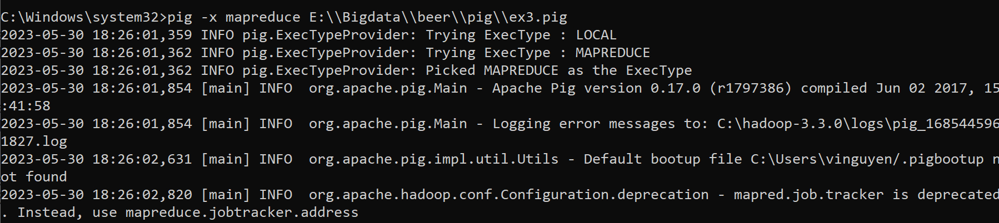 C:\Windows\system32>pig -x mapreduce E:\\Bigdata\\beer\\pig\\ex3.pig
2023-05-30 18:26:01,359 INFO pig.ExecTypeProvider: Trying ExecType : LOCAL
2023-05-30 18:26:01,362 INFO pig.ExecTypeProvider: Trying ExecType : MAPREDUCE
2023-05-30 18:26:01,362 INFO pig.ExecTypeProvider: Picked MAPREDUCE as the ExecType
2023-05-30 18:26:01,854 [main] INFO  org.apache.pig.Main - Apache Pig version 0.17.0 (r1797386) compiled Jun 02 2017, 15
:41:58
2023-05-30 18:26:01,854 [main] INFO  org.apache.pig.Main - Logging error messages to: C:\hadoop-3.3.0\logs\pig_168544596
1827.log
2023-05-30 18:26:02,631 [main] INFO  org.apache.pig.impl.util.Utils - Default bootup file C:\Users\vinguyen/.pigbootup n
ot found
2023-05-30 18:26:02,820 [main] INFO  org.apache.hadoop.conf.Configuration.deprecation - mapred.job.tracker is deprecated
. Instead, use mapreduce.jobtracker.address